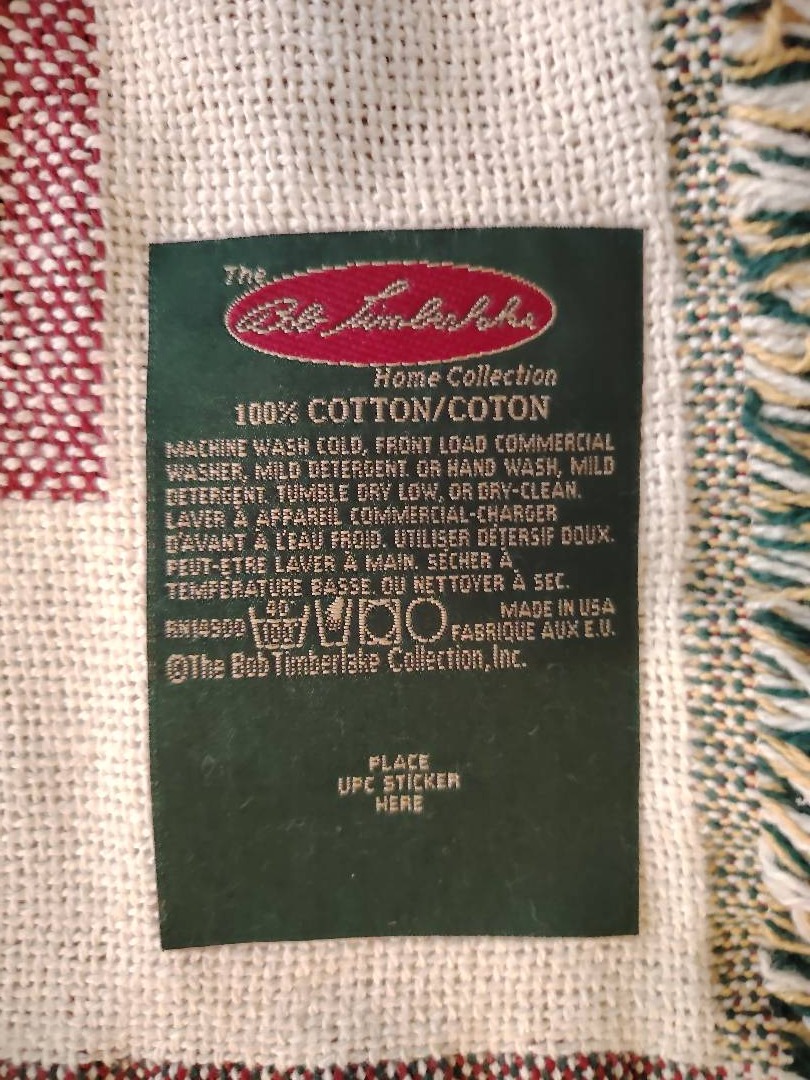 The
Bob Timberlake
Home Collection
100% COTTON/COTON
MACHINE WASH COLD, FRONT LOAD COMMERCIAL
WASHER, MILD DETERGENT. OR HAND WASH, MILD
DETERGENT. TUMBLE DRY LOW, OR DRY-CLEAN.
LAVER À APPAREIL COMMERCIAL-CHARGER
D'AVANT À L'EAU FROID. UTILISER DÉTERSIF DOUX.
PEUT-ETRE LAVER À MAIN. SÉCHER À
TEMPÉRATURE BASSE OU NETTOYER À SEC.
MADE IN USA
FABRIQUE AUX E.U.
©The Bob Timberlake Collection, Inc.
PLACE
UPC STICKER
HERE